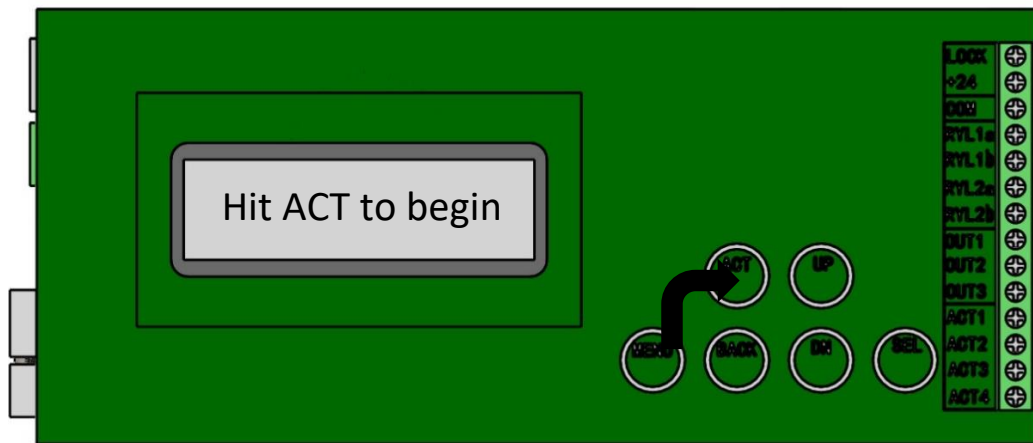 Hit ACT to begin
ACT
UP
MENU
BACK
DN
SEL
+24
COM
RYL1a
RYL1b
RYL2a
RYL2b
OUT1
OUT2
OUT3
ACT1
ACT2
ACT3
ACT4